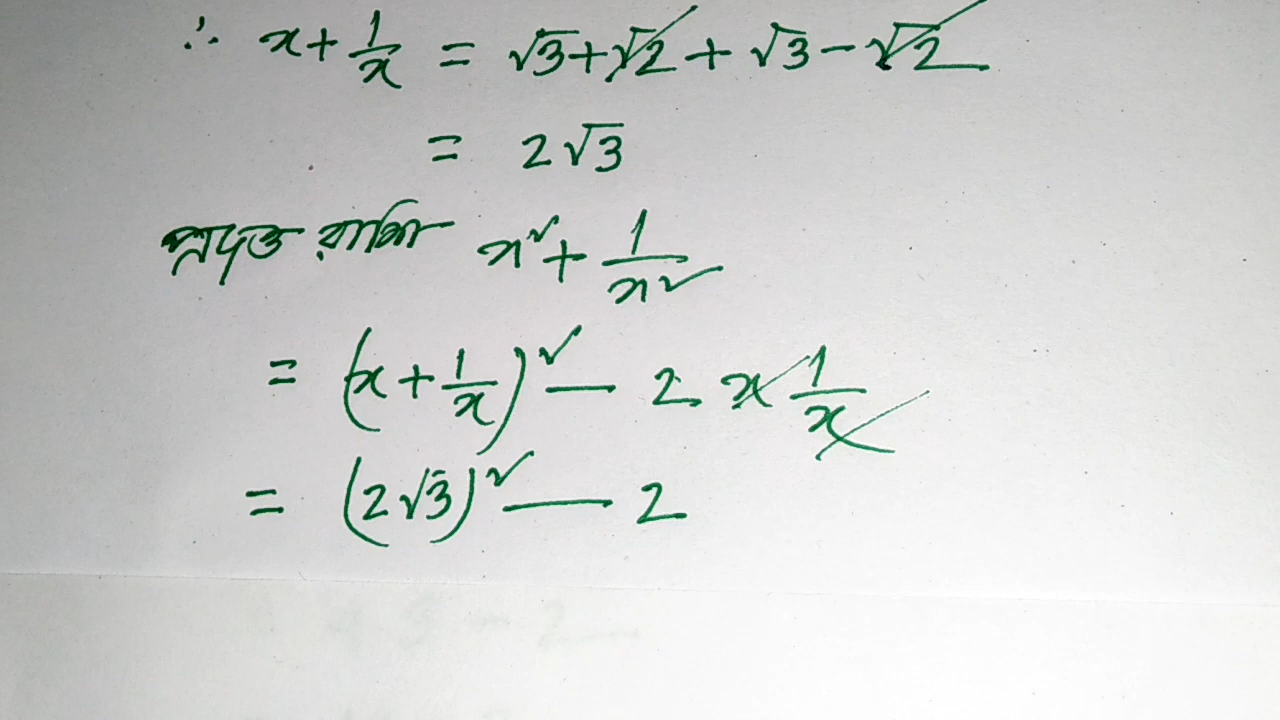 ∴ x + 1/x = √3 + √2 + √3 - √2
= 2√3
প্রদত্ত রাশি x² + 1/x²
= (x + 1/x)² - 2. x 1/x
= (2√3)² - 2